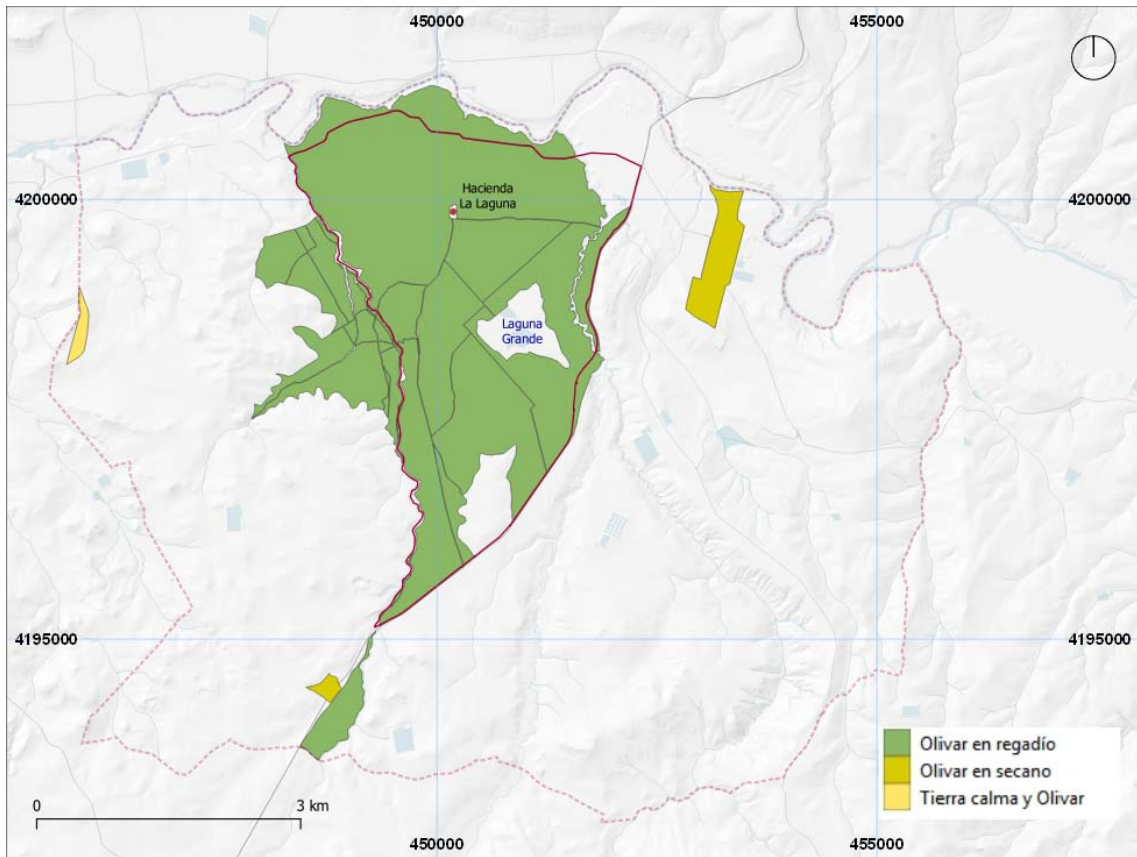 450000
455000
4200000
4200000
Hacienda
La Laguna
Laguna
Grande
4195000
4195000
Olivar en regadío
Olivar en secano
Tierra calma y Olivar
0
3 km
450000
455000